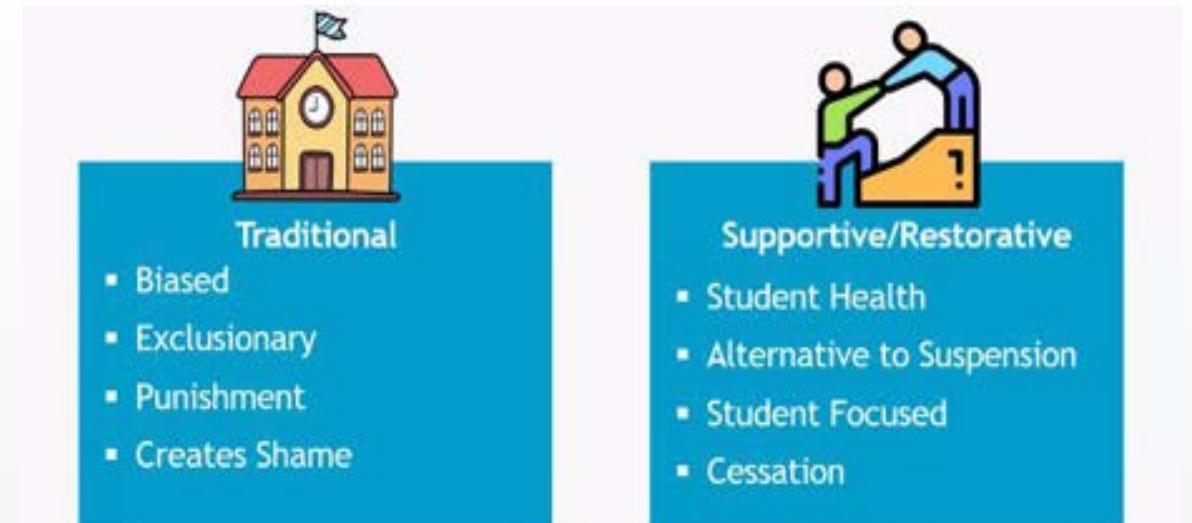 Traditional
▪ Biased
▪ Exclusionary
▪ Punishment
▪ Creates Shame
Supportive/Restorative
▪ Student Health
▪ Alternative to Suspension
▪ Student Focused
▪ Cessation